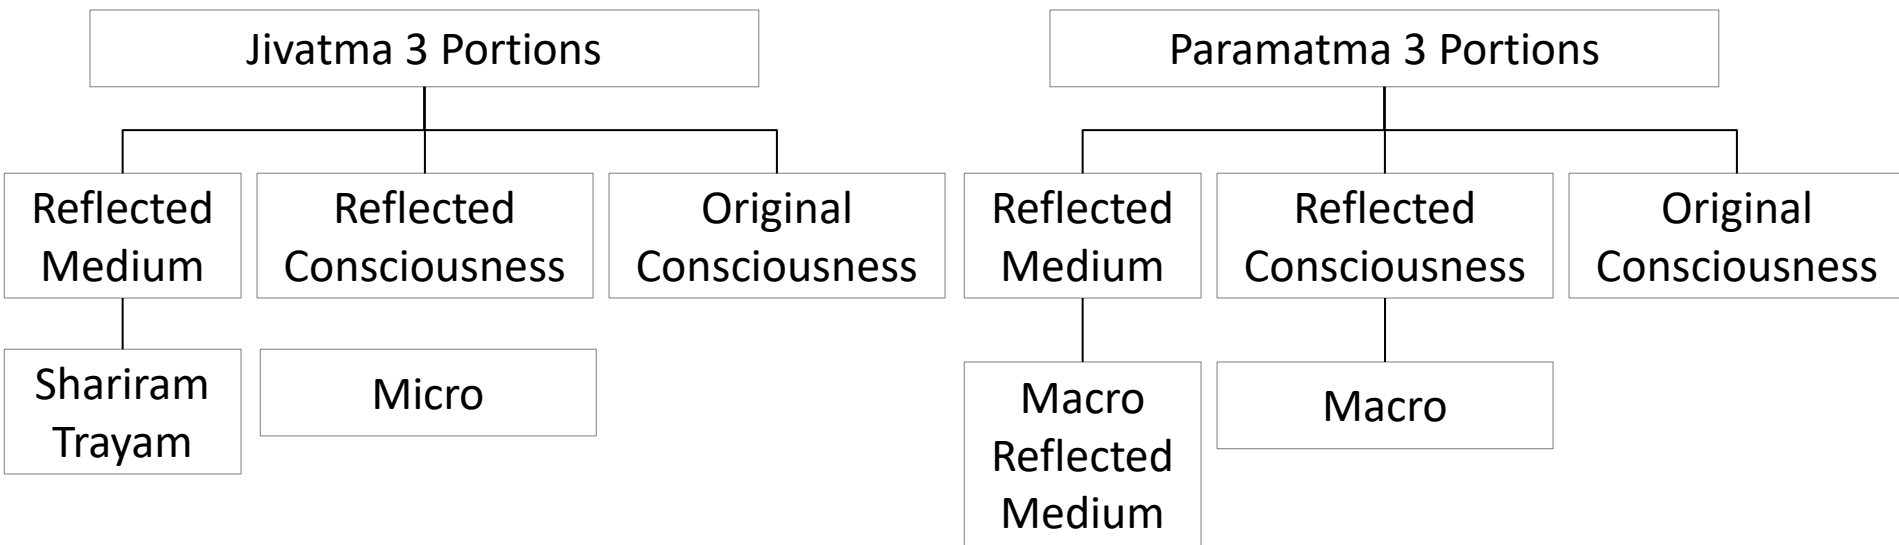 Jivatma 3 Portions
Reflected
Medium
Reflected
Consciousness
Original
Consciousness
Shariram
Trayam
Micro
Paramatma 3 Portions
Reflected
Medium
Reflected
Consciousness
Original
Consciousness
Macro
Reflected
Medium
Macro